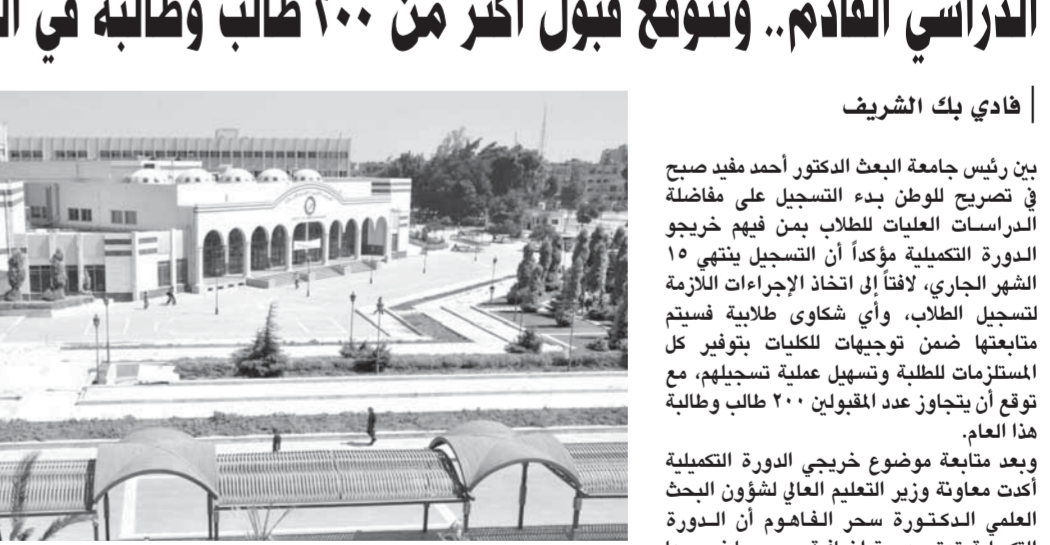 الدراسي القادم.. ونتوقع قبول أكثر من ٢٠٠ طالب وطالبة في
فادي بك الشريف
بين رئيس جامعة البعث الدكتور أحمد مفيد صبح
في تصريح للوطن بدء التسجيل على مفاضلة
الدراسات العليات للطلاب بمن فيهم خريجو
الدورة التكميلية مؤكداً أن التسجيل ينتهي ١٥
الشهر الجاري، لافتاً إلى اتخاذ الإجراءات اللازمة
لتسجيل الطلاب، وأي شكاوى طلابية فسيتم
متابعتها ضمن توجيهات للكليات بتوفير كل
المستلزمات للطلبة وتسهيل عملية تسجيلهم، مع
توقع أن يتجاوز عدد المقبولين ٢٠٠ طالب وطالبة
هذا العام.
وبعد متابعة موضوع خريجي الدورة التكميلية
أكدت معاونة وزير التعليم العالي لشؤون البحث
العلمي الدكتورة سحر الفاهوم أن الدورة